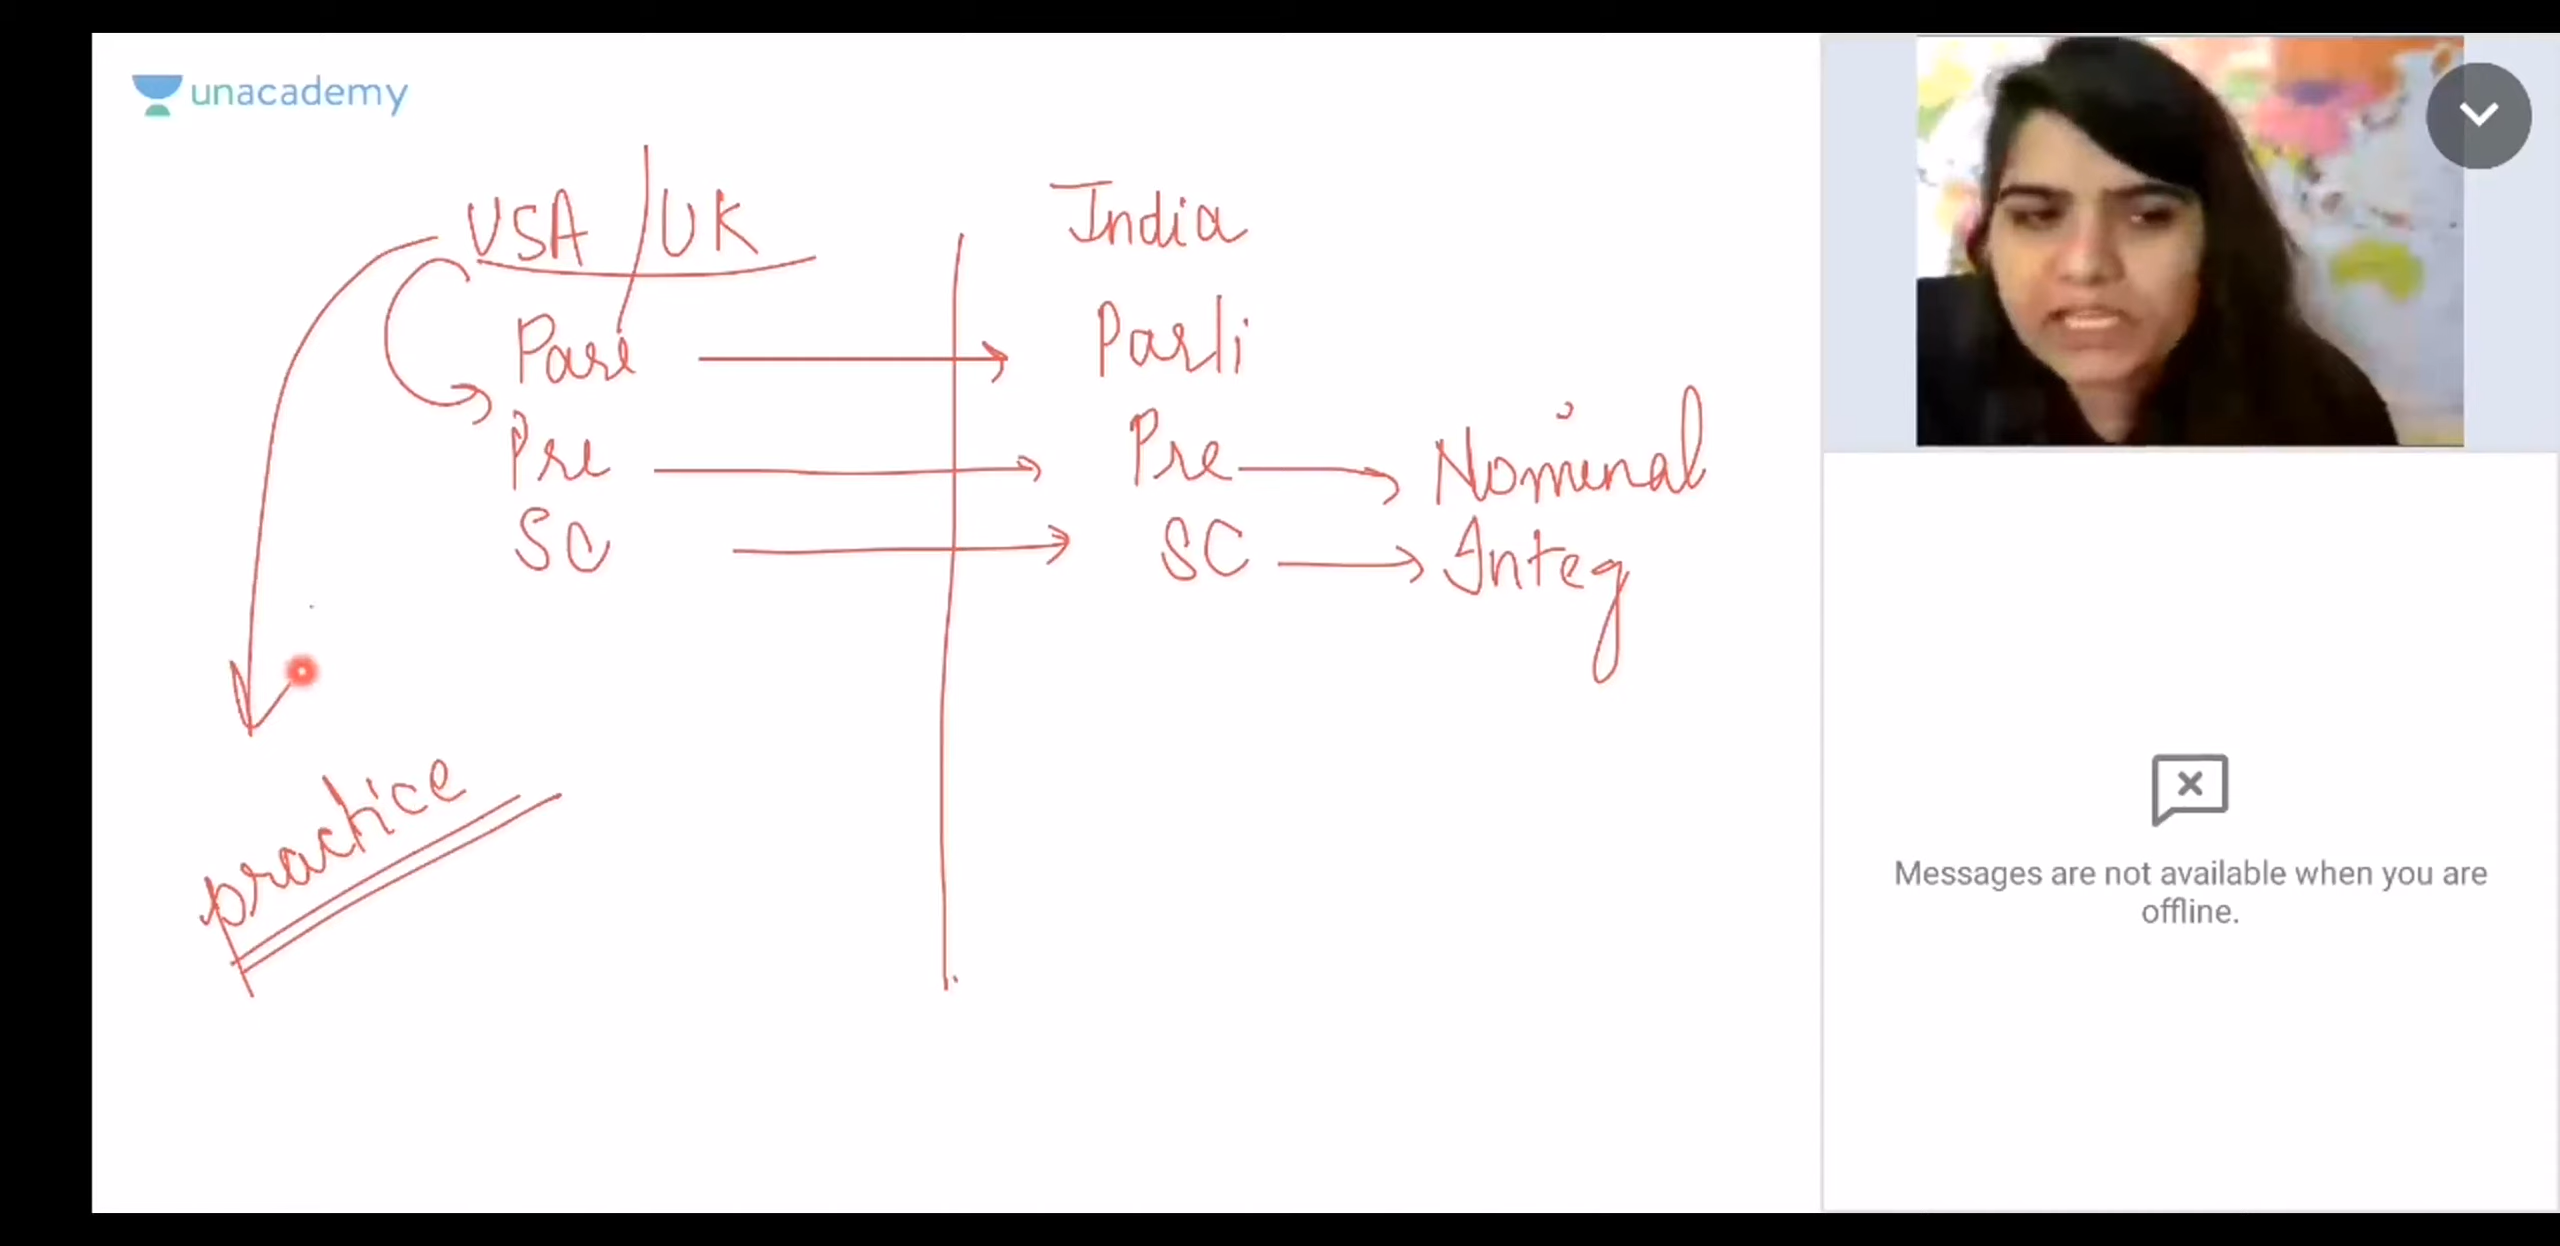 unacademy
USA / UK
India
Pari
Parli
Pre
Pre
Nominal
SC
SC
Integ
practice
Messages are not available when you are
offline.